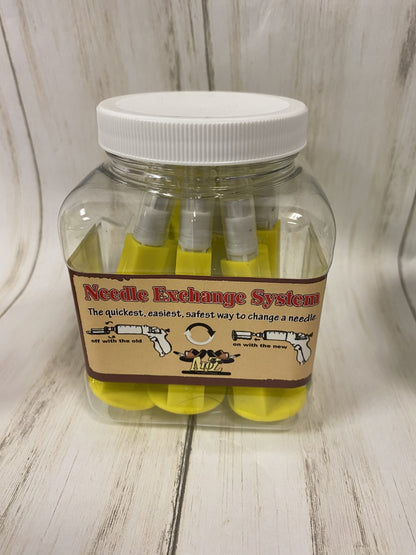 Needle Exchange System
The quickest, easiest, safest way to change a needle
off with the old
on with the new
AtoZ